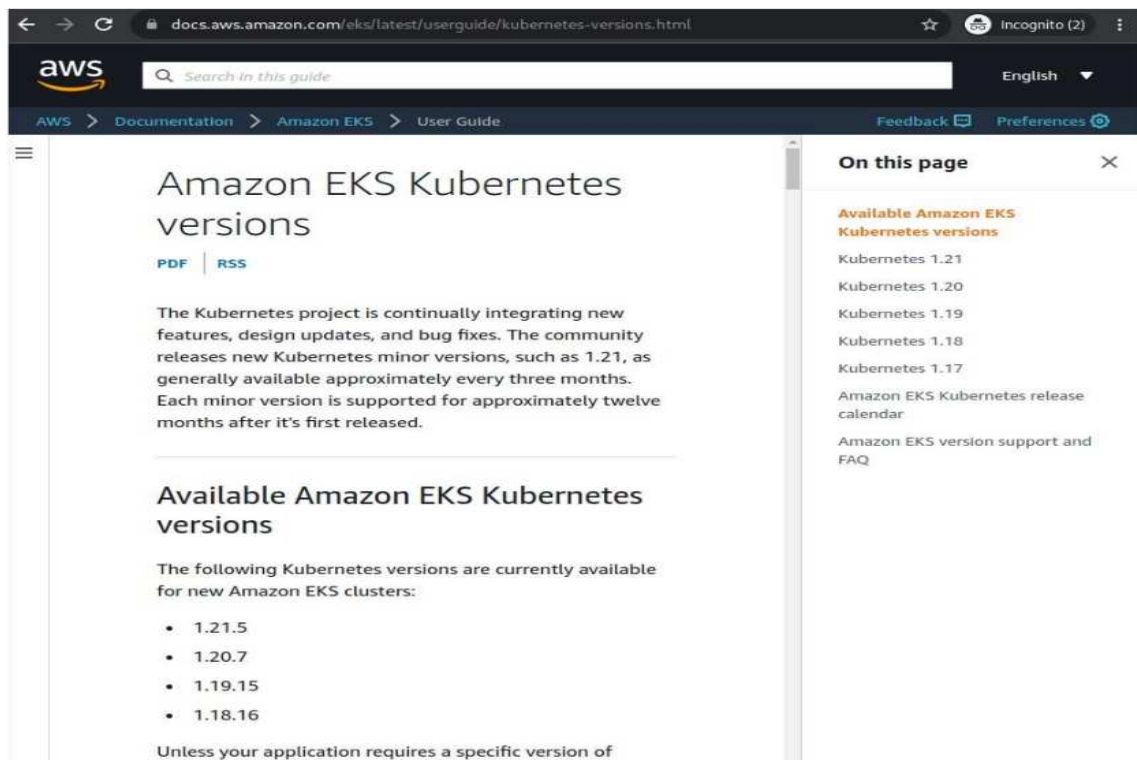 docs.aws.amazon.com/eks/latest/userguide/kubernetes-versions.html
Incognito (2)
aws
Search in this guide
English
AWS > Documentation > Amazon EKS > User Guide
Feedback
Preferences
Amazon EKS Kubernetes
versions
PDF | RSS
The Kubernetes project is continually integrating new
features, design updates, and bug fixes. The community
releases new Kubernetes minor versions, such as 1.21, as
generally available approximately every three months.
Each minor version is supported for approximately twelve
months after it's first released.
Available Amazon EKS Kubernetes
versions
The following Kubernetes versions are currently available
for new Amazon EKS clusters:
• 1.21.5
• 1.20.7
• 1.19.15
• 1.18.16
Unless your application requires a specific version of
On this page
Available Amazon EKS
Kubernetes versions
Kubernetes 1.21
Kubernetes 1.20
Kubernetes 1.19
Kubernetes 1.18
Kubernetes 1.17
Amazon EKS Kubernetes release
calendar
Amazon EKS version support and
FAQ